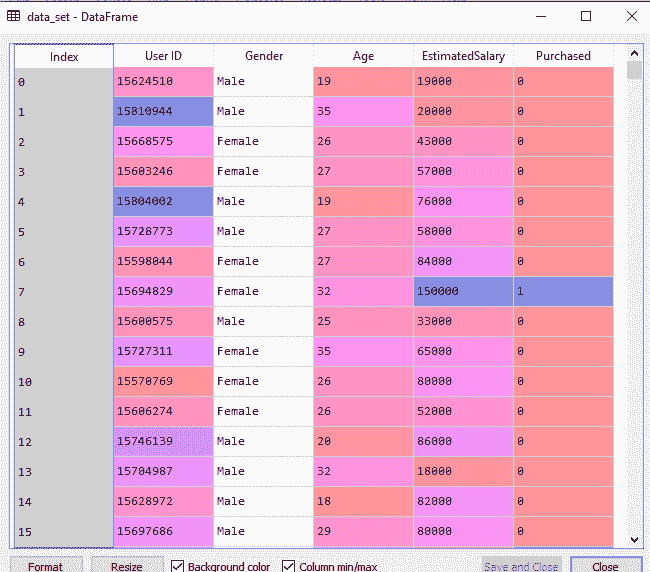 data_set - DataFrame
Index User ID Gender Age EstimatedSalary Purchased
0 15624510 Male 19 19000 0
1 15810944 Male 35 20000 0
2 15668575 Female 26 43000 0
3 15603246 Female 27 57000 0
4 15804002 Male 19 76000 0
5 15728773 Male 27 58000 0
6 15598044 Female 27 84000 0
7 15694829 Female 32 150000 1
8 15600575 Male 25 33000 0
9 15727311 Female 35 65000 0
10 15570769 Female 26 80000 0
11 15606274 Female 26 52000 0
12 15746139 Male 20 86000 0
13 15704987 Male 32 18000 0
14 15628972 Male 18 82000 0
15 15697686 Male 29 80000 0
Format Resize Background color Column min/max Save and Close Close